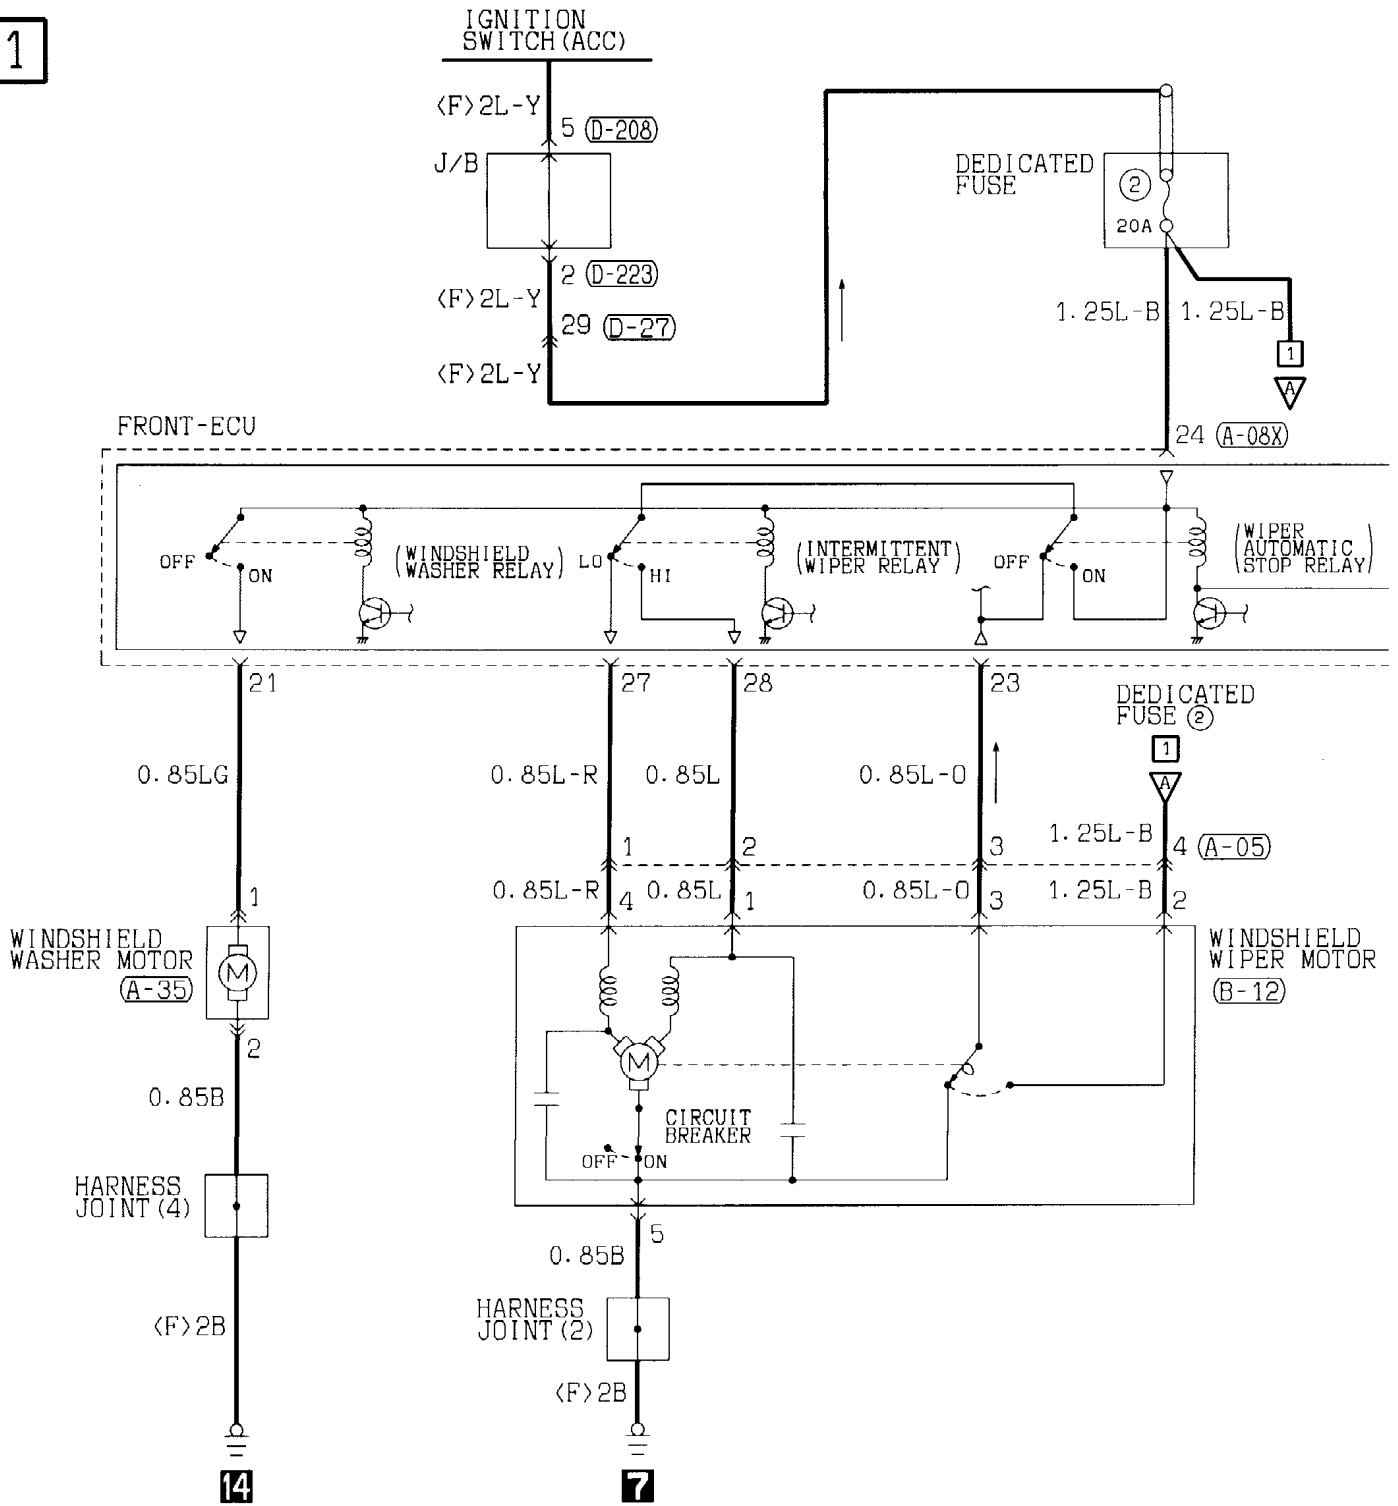 1
IGNITION
SWITCH(ACC)
<F>2L-Y
5 (D-208)
J/B
2 (D-223)
<F>2L-Y
29 (D-27)
<F>2L-Y
DEDICATED
FUSE
2
20A
1.25L-B 1.25L-B
1
A
24 (A-08X)
FRONT-ECU
OFF
ON
(WINDSHIELD
WASHER RELAY)
LO
HI
(INTERMITTENT)
(WIPER RELAY)
OFF
ON
(WIPER
AUTOMATIC
STOP RELAY)
21
27
28
23
DEDICATED
FUSE 2
1
A
0.85LG
0.85L-R
0.85L
0.85L-O
1.25L-B
1
2
3
4 (A-05)
0.85L-R
0.85L
0.85L-O
1.25L-B
1
4
1
3
2
WINDSHIELD
WASHER MOTOR
(A-35)
M
2
WINDSHIELD
WIPER MOTOR
(B-12)
M
CIRCUIT
BREAKER
OFF
ON
0.85B
HARNESS
JOINT(4)
5
0.85B
HARNESS
JOINT(2)
<F>2B
<F>2B
14
7